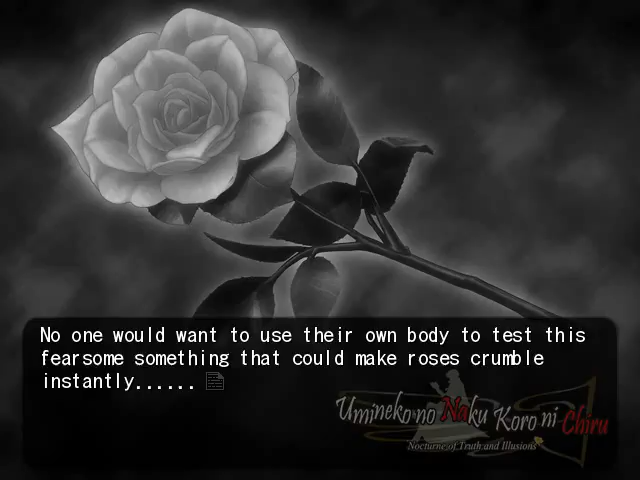 No one would want to use their own body to test this
fearsome something that could make roses crumble
instantly......
Umineko no Naku Koro ni Chiru
Nocturne of Truth and Illusions